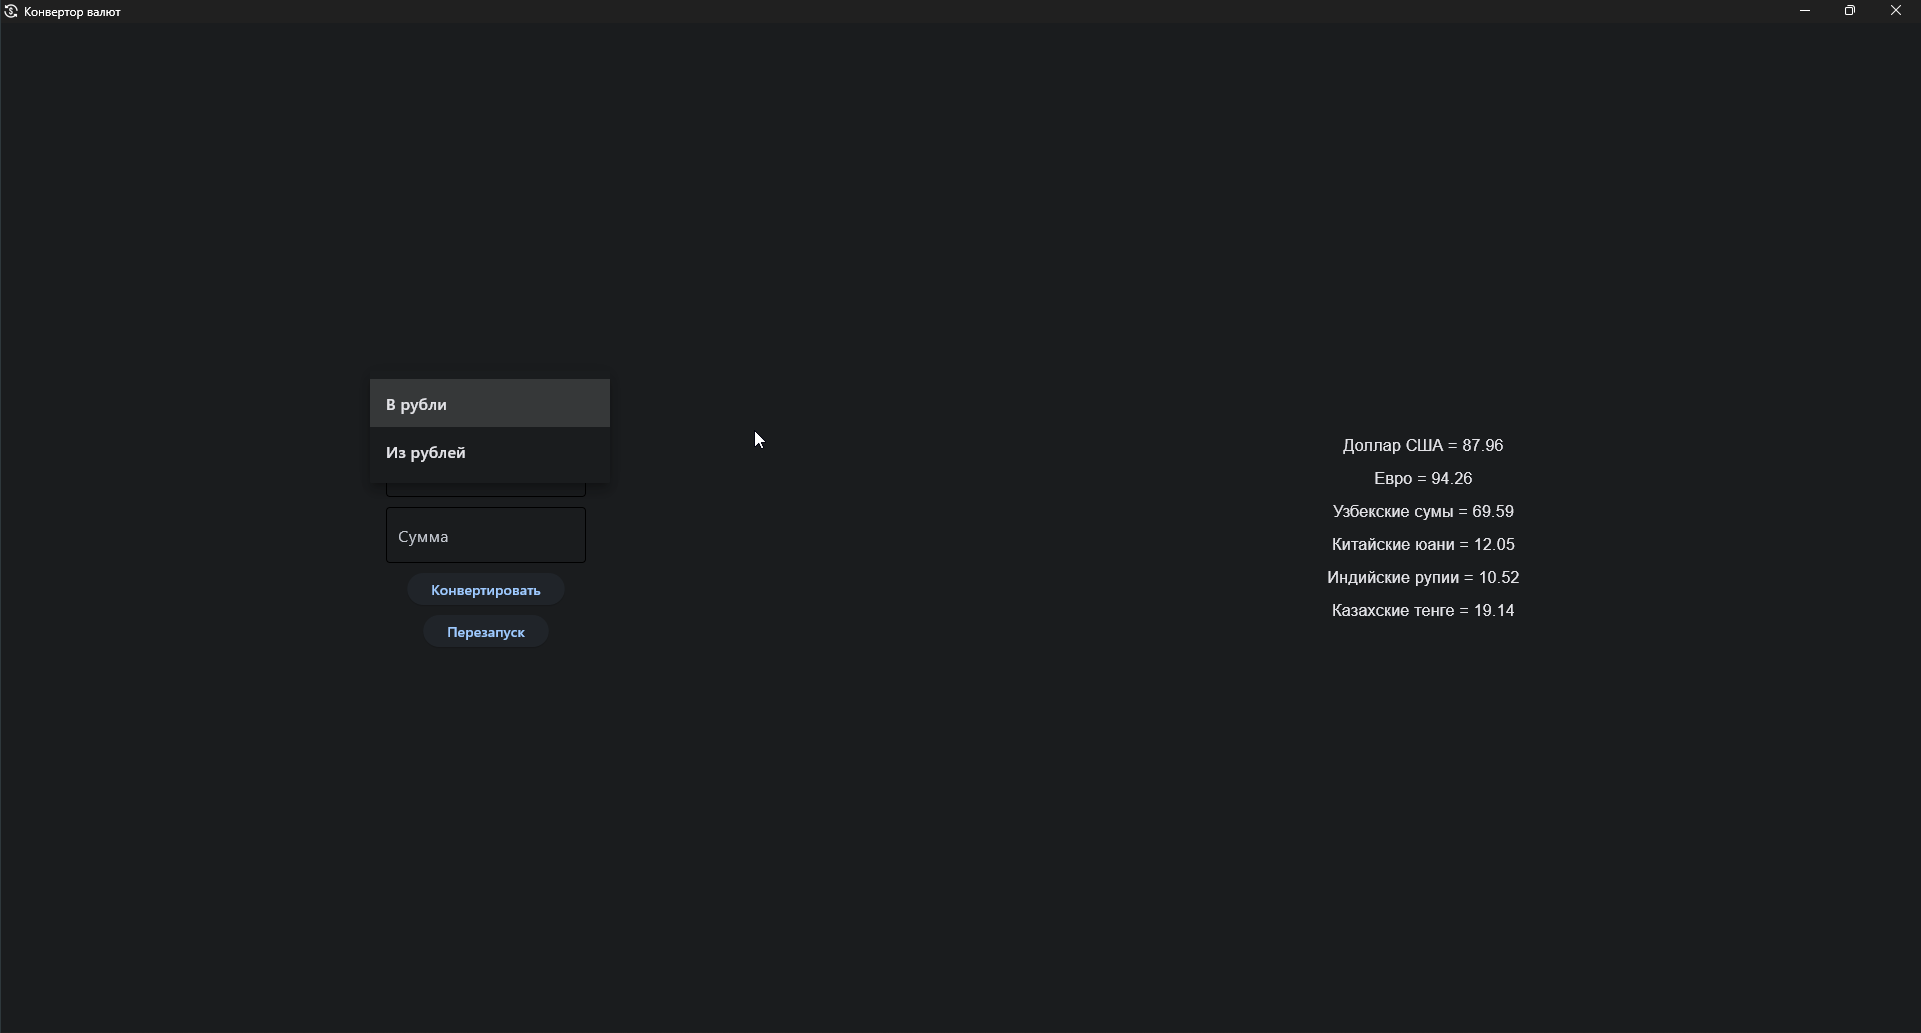 Конвертор валют
В рубли
Из рублей
Сумма
Конвертировать
Перезапуск
Доллар США = 87.96
Евро = 94.26
Узбекские сумы = 69.59
Китайские юани = 12.05
Индийские рупии = 10.52
Казахские тенге = 19.14